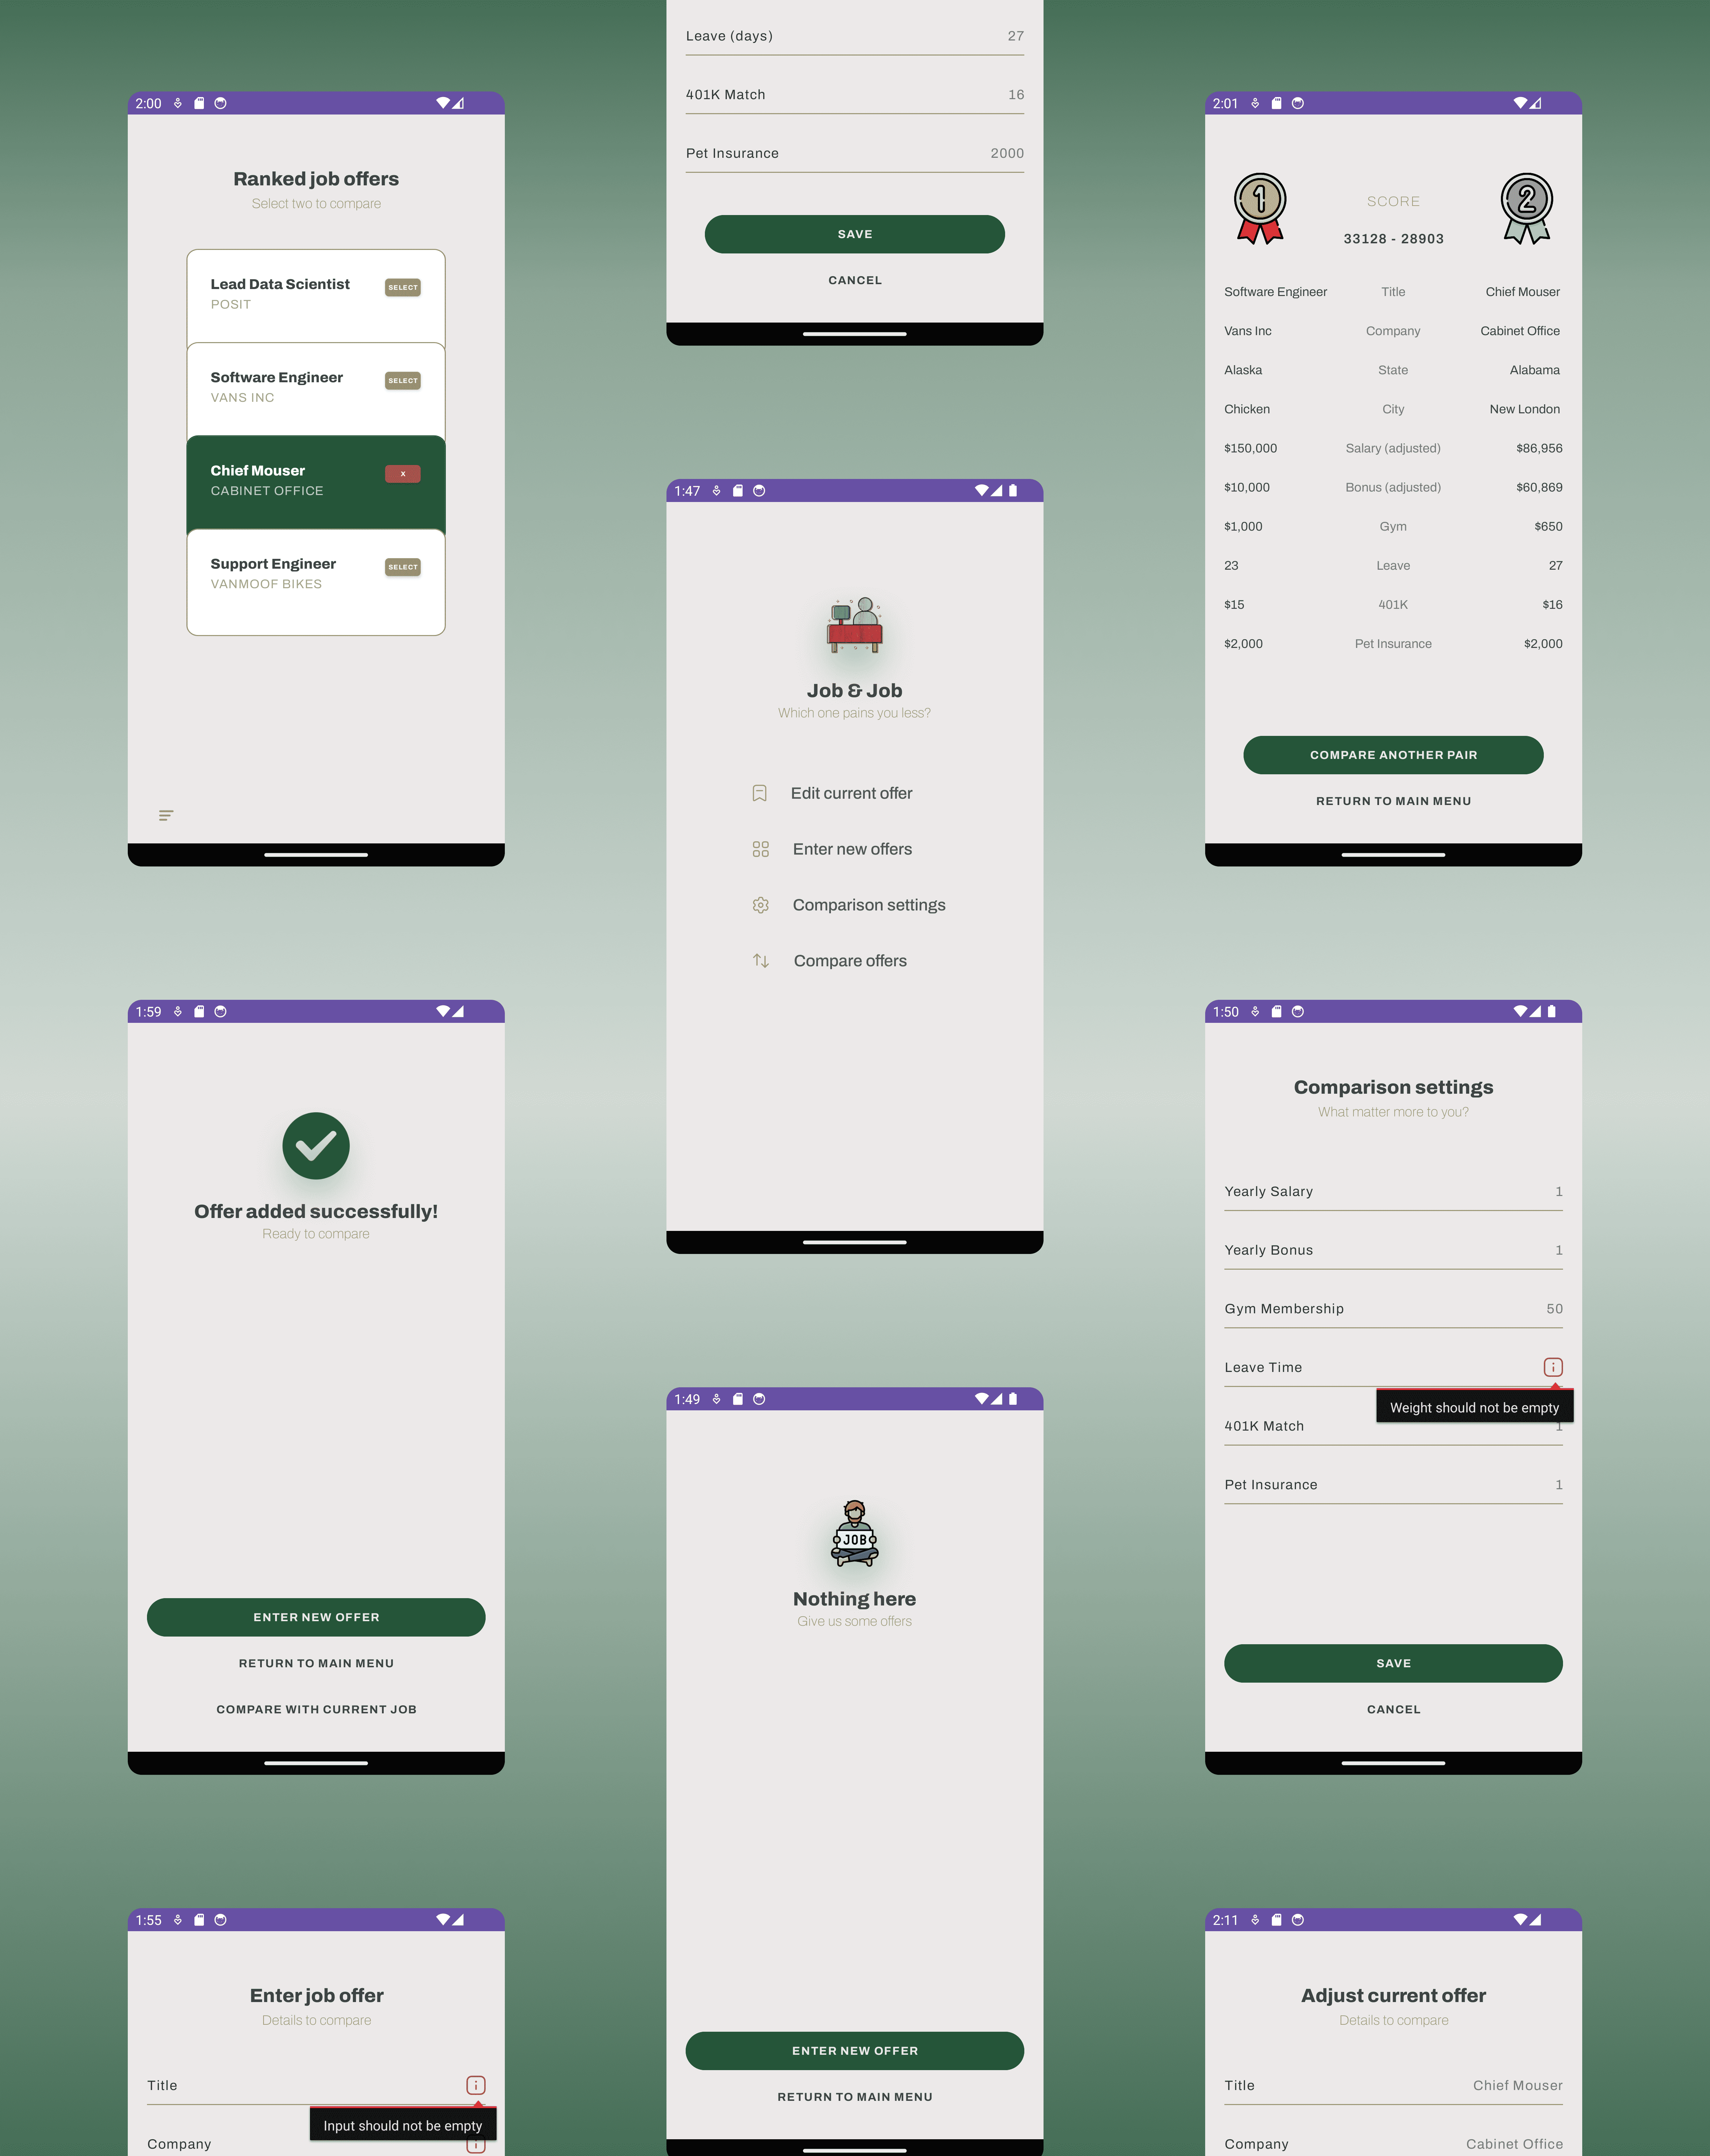 2:00
Ranked job offers
Select two to compare
Lead Data Scientist
SELECT
POSIT
Software Engineer
SELECT
VANS INC
Chief Mouser
x
CABINET OFFICE
Support Engineer
SELECT
VANMOOF BIKES
1:59
Offer added successfully!
Ready to compare
ENTER NEW OFFER
RETURN TO MAIN MENU
COMPARE WITH CURRENT JOB
1:55
Enter job offer
Details to compare
Title
Input should not be empty
Company
Leave (days) 27
401K Match 16
Pet Insurance 2000
SAVE
CANCEL
1:47
Job & Job
Which one pains you less?
Edit current offer
Enter new offers
Comparison settings
Compare offers
1:49
JOB
Nothing here
Give us some offers
ENTER NEW OFFER
RETURN TO MAIN MENU
2:01
1 SCORE 2
33128 - 28903
Software Engineer Title Chief Mouser
Vans Inc Company Cabinet Office
Alaska State Alabama
Chicken City New London
$150,000 Salary (adjusted) $86,956
$10,000 Bonus (adjusted) $60,869
$1,000 Gym $650
23 Leave 27
$15 401K $16
$2,000 Pet Insurance $2,000
COMPARE ANOTHER PAIR
RETURN TO MAIN MENU
1:50
Comparison settings
What matter more to you?
Yearly Salary 1
Yearly Bonus 1
Gym Membership 50
Leave Time
Weight should not be empty
401K Match 1
Pet Insurance 1
SAVE
CANCEL
2:11
Adjust current offer
Details to compare
Title Chief Mouser
Company Cabinet Office